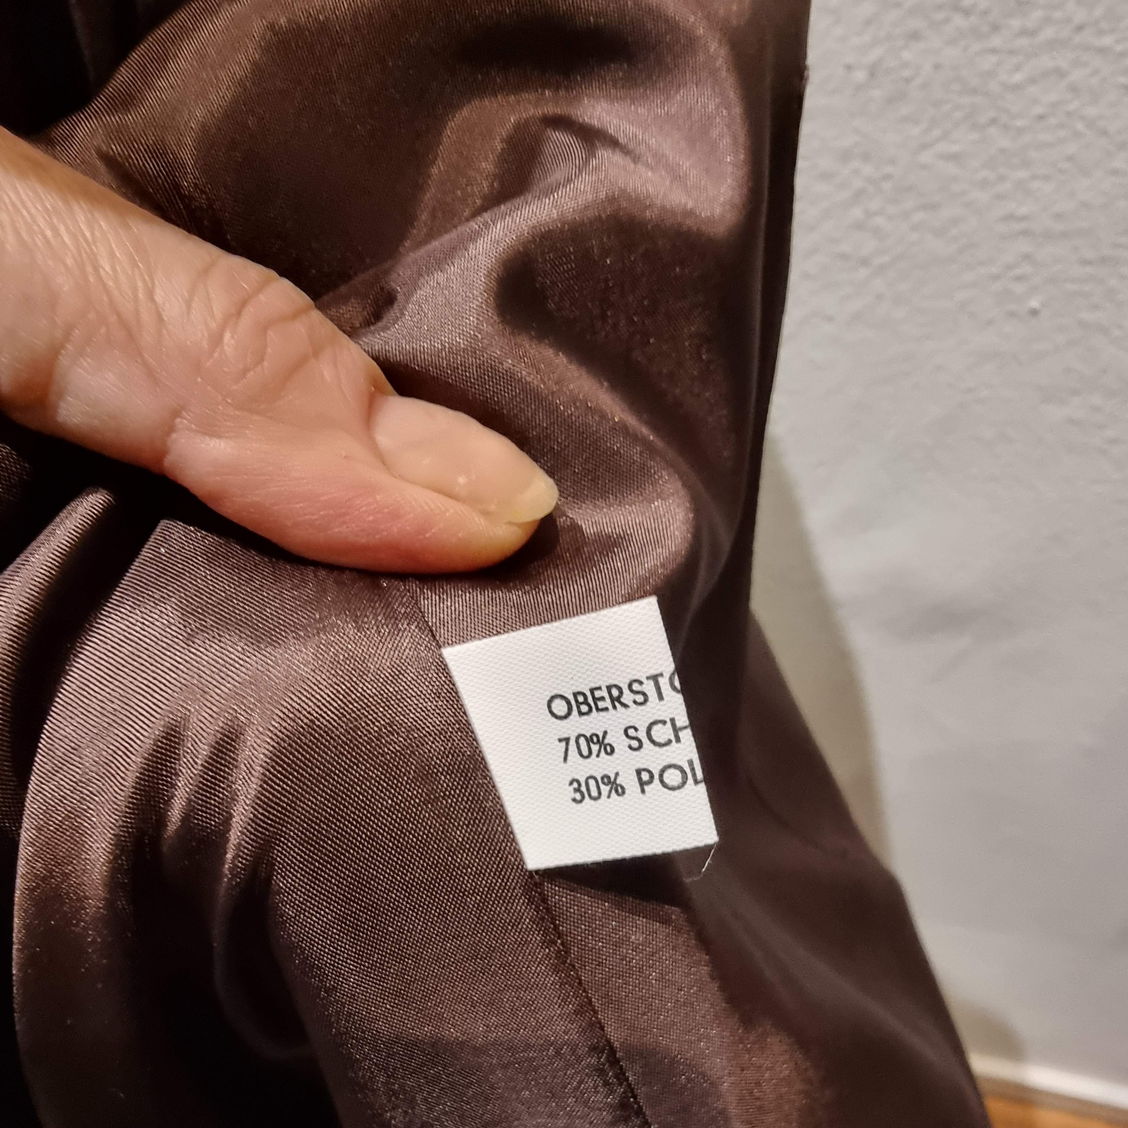 OBERSTO
70% SCH
30% POL